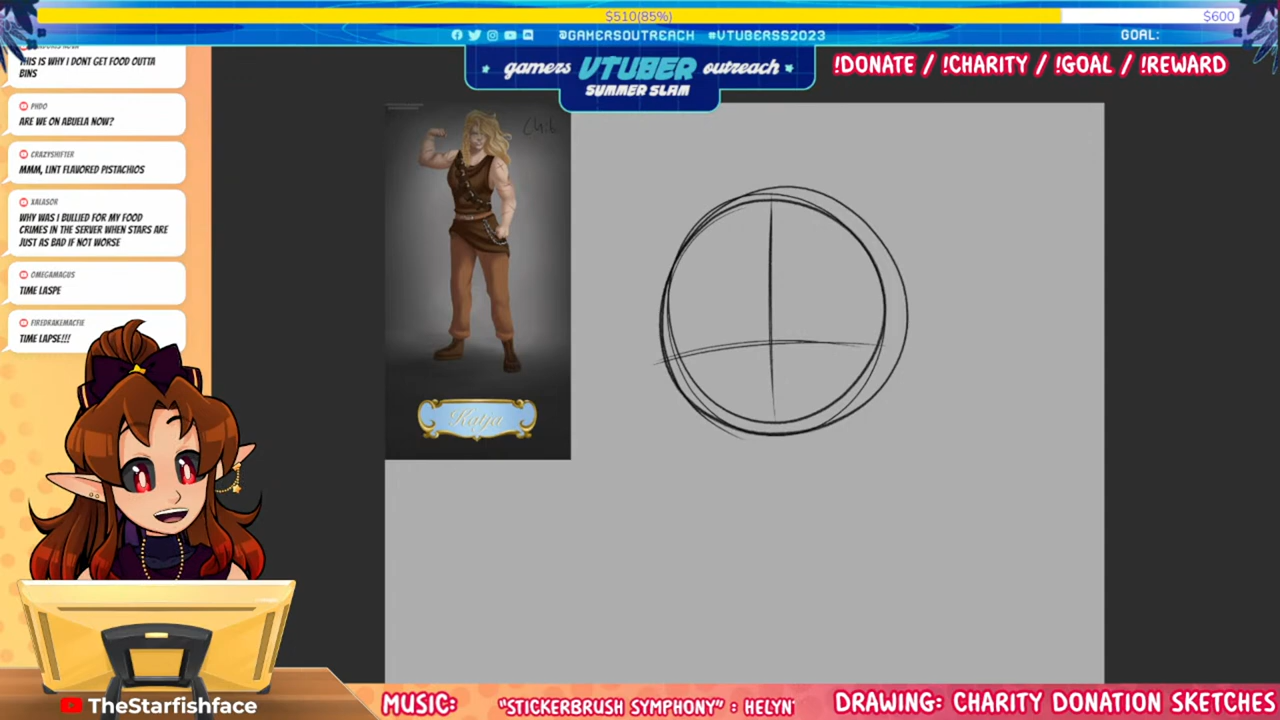 $510(85%)
$600
@GAMERSOUTREACH #VTUBERSS2023
GOAL:
gamers VTUBER outreach
SUMMER SLAM
!DONATE / !CHARITY / !GOAL / !REWARD
THIS IS WHY I DONT GET FOOD OUTTA
BINS
PHDO
ARE WE ON ABUELA NOW?
CRAZYSHIFTER
MMM, LINT FLAVORED PISTACHIOS
XALASOR
WHY WAS I BULLIED FOR MY FOOD
CRIMES IN THE SERVER WHEN STARS ARE
JUST AS BAD IF NOT WORSE
OMEGAMAGUS
TIME LASPE
FIREDRAKEMACFIE
TIME LAPSE!!!
Chib
Katja
TheStarfishface
MUSIC:
"STICKERBRUSH SYMPHONY" : HELYN
DRAWING: CHARITY DONATION SKETCHES